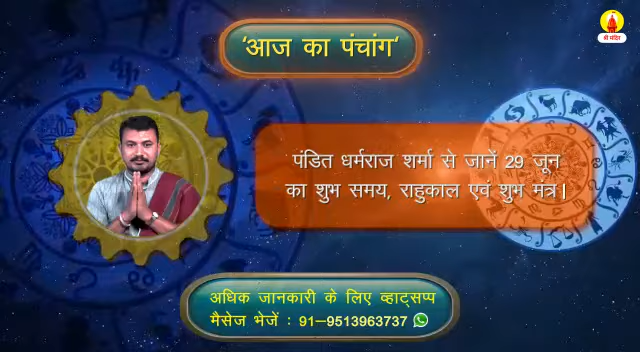 'आज का पंचांग'
श्री मंदिर
पंडित धर्मराज शर्मा से जानें 29 जून
का शुभ समय, राहुकाल एवं शुभ मंत्र।
अधिक जानकारी के लिए व्हाट्सप्प
मैसेज भेजें : 91–9513963737